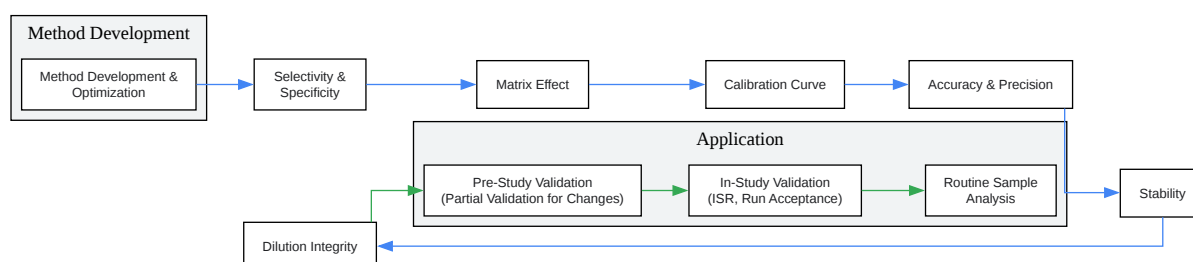 Method Development
Method Development &
Optimization
Selectivity &
Specificity
Matrix Effect
Calibration Curve
Accuracy & Precision
Application
Pre-Study Validation
(Partial Validation for Changes)
In-Study Validation
(ISR, Run Acceptance)
Routine Sample
Analysis
Stability
Dilution Integrity